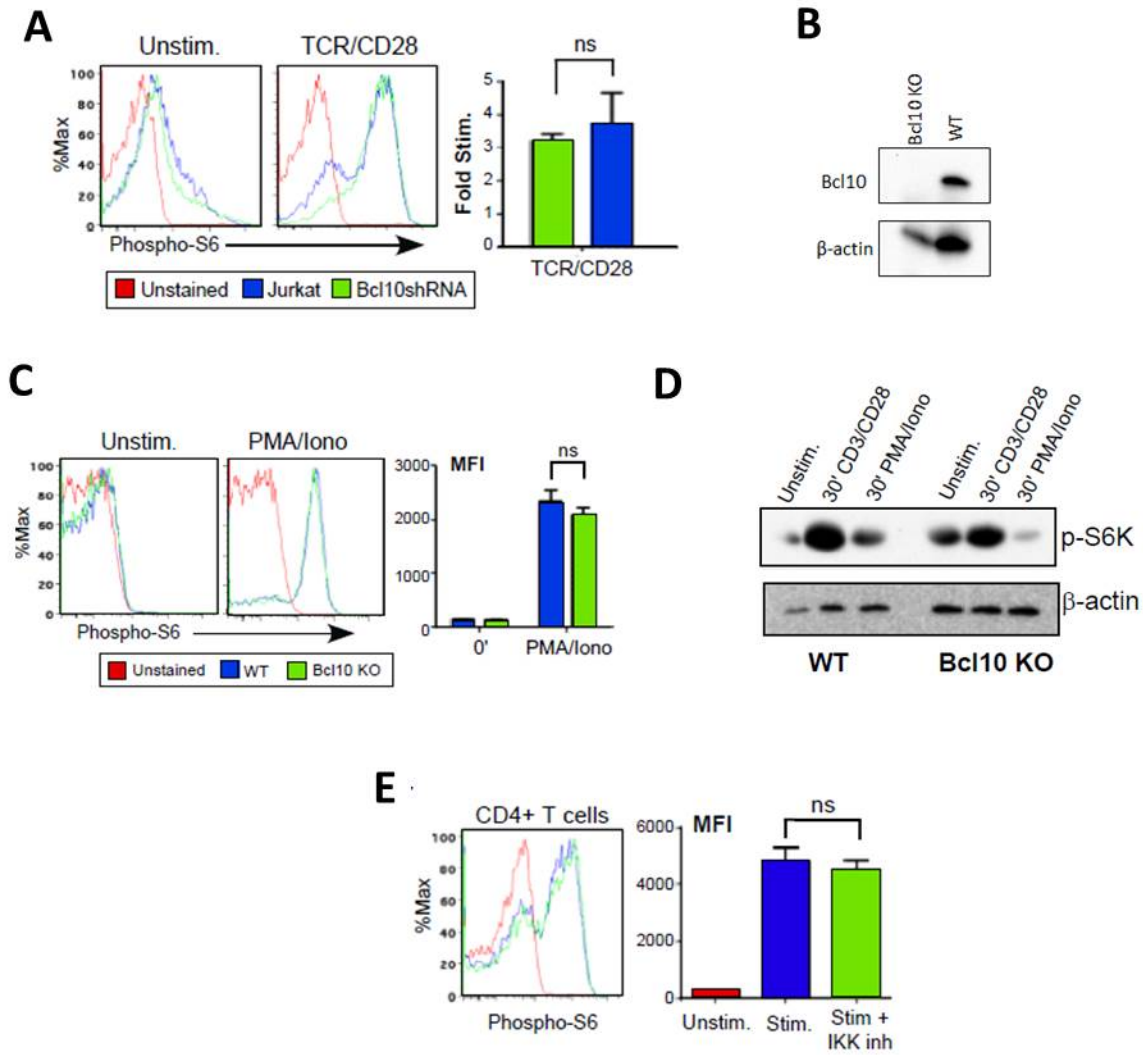 A
Unstim.
TCR/CD28
%Max
100
80
60
40
20
0
Phospho-S6
Unstained
Jurkat
Bcl10shRNA
ns
Fold Stim.
5
4
3
2
1
0
TCR/CD28
B
Bcl10 KO
WT
Bcl10
β-actin
C
Unstim.
PMA/Iono
%Max
100
80
60
40
20
0
Phospho-S6
Unstained
WT
Bcl10 KO
MFI
ns
3000
2000
1000
0
0'
PMA/Iono
D
Unstim.
30' CD3/CD28
30' PMA/Iono
Unstim.
30' CD3/CD28
30' PMA/Iono
p-S6K
β-actin
WT
Bcl10 KO
E
CD4+ T cells
%Max
100
80
60
40
20
0
Phospho-S6
MFI
ns
6000
4000
2000
0
Unstim.
Stim.
Stim +
IKK inh